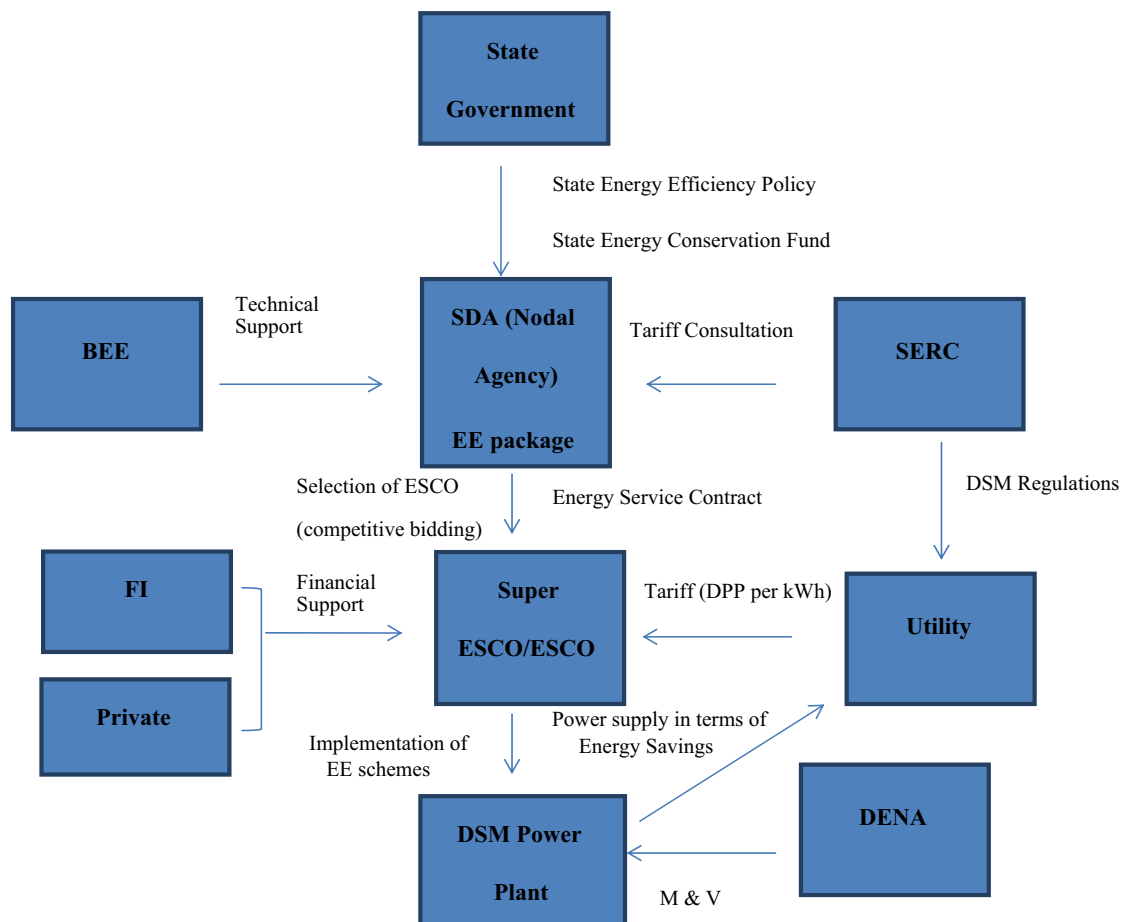 State
Government
State Energy Efficiency Policy
State Energy Conservation Fund
Technical
Support
BEE
SDA (Nodal
Agency)
EE package
Tariff Consultation
SERC
Selection of ESCO
(competitive bidding)
Energy Service Contract
DSM Regulations
FI
Private
Financial
Support
Super
ESCO/ESCO
Tariff (DPP per kWh)
Utility
Implementation of
EE schemes
Power supply in terms of
Energy Savings
DSM Power
Plant
DENA
M & V